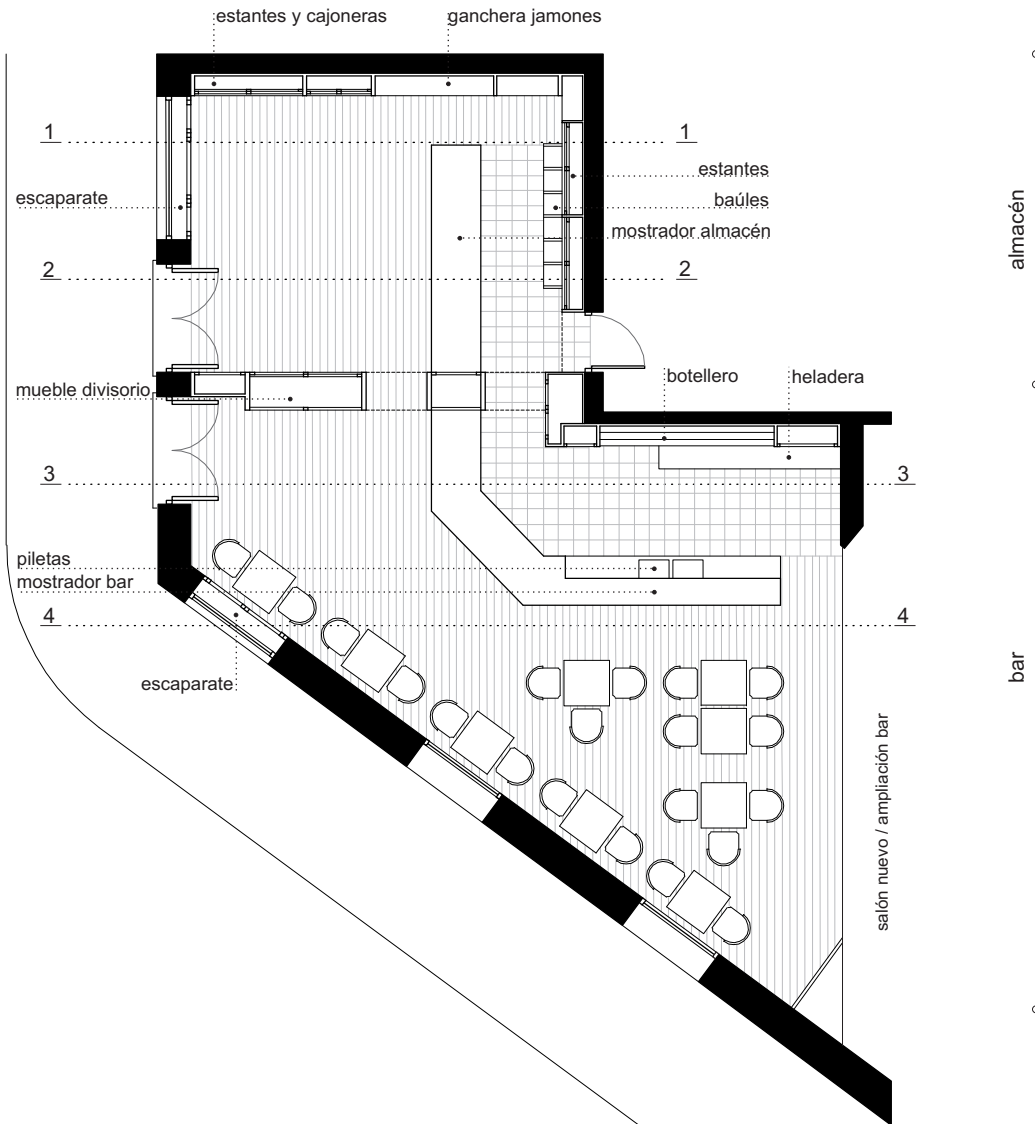 estantes y cajoneras
ganchera jamones
1
1
estantes
escaparate
baúles
mostrador almacén
almacén
2
2
mueble divisorio
botellero
heladera
3
3
piletas
mostrador bar
4
4
escaparate
bar
salón nuevo / ampliación bar